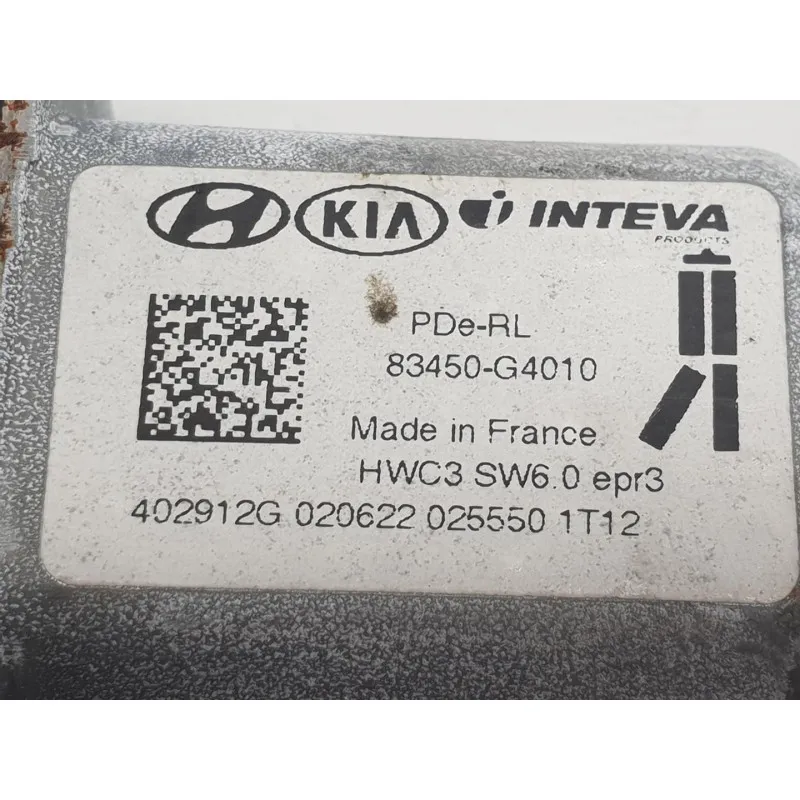 KIA INTEVA
PRODUCTS
PDe-RL
83450-G4010
Made in France
HWC3 SW6.0 epr3
402912G 020622 025550 1T12